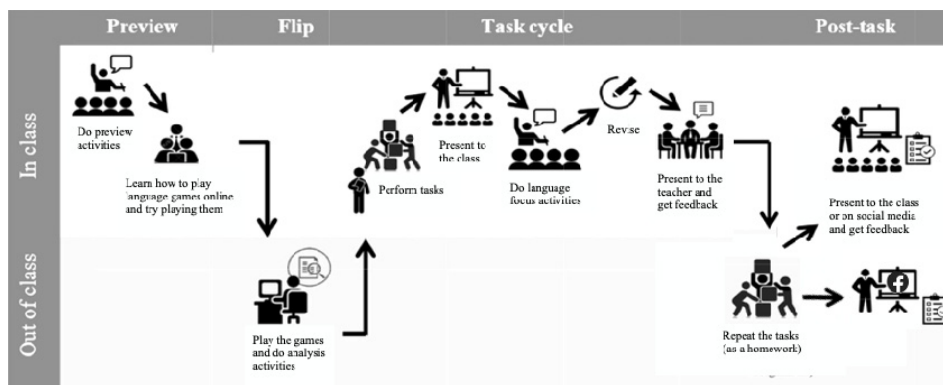 Preview
Flip
Task cycle
Post-task
In class
Do preview
activities
Learn how to play
language games online
and try playing them
Perform tasks
Present to
the class
Do language
focus activities
Revise
Present to the
teacher and
get feedback
Present to the class
or on social media
and get feedback
Out of class
Play the games
and do analysis
activities
Repeat the tasks
(as a homework)